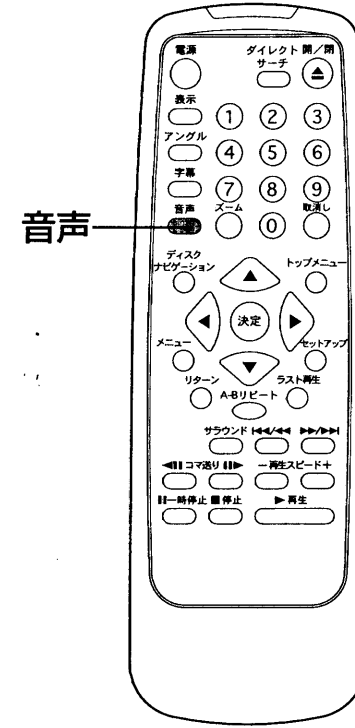 電源
ダイレクト 開／閉
サーチ
表示
1 2 3
アングル
4 5 6
字幕
7 8 9
音声 ズーム 取消し
0
音声
ディスク
ナビゲーション トップメニュー
決定
メニュー セットアップ
リターン ラスト再生
A-Bリピート
サラウンド |◀◀/◀◀ ▶▶/▶▶|
◀|| コマ送り ||▶ － 再生スピード ＋
||一時停止 ■停止 ▶再生